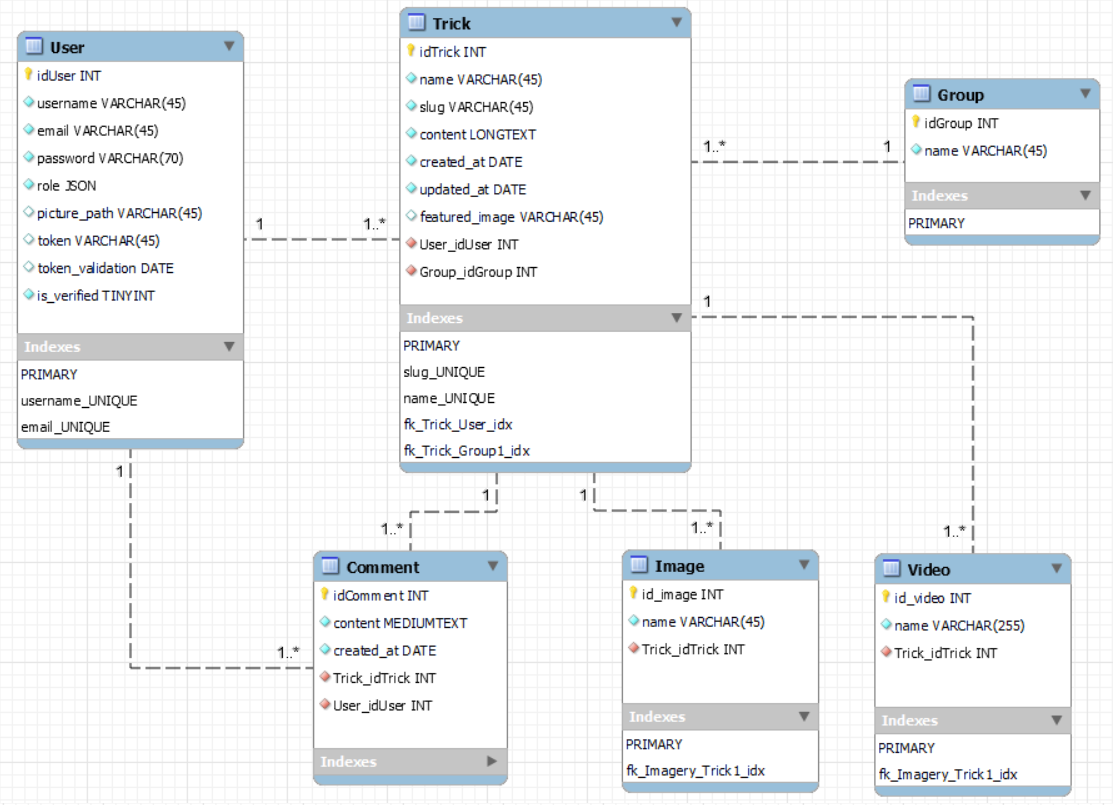 User
idUser INT
username VARCHAR(45)
email VARCHAR(45)
password VARCHAR(70)
role JSON
picture_path VARCHAR(45)
token VARCHAR(45)
token_validation DATE
is_verified TINYINT
Indexes
PRIMARY
username_UNIQUE
email_UNIQUE
1
1..*
Trick
idTrick INT
name VARCHAR(45)
slug VARCHAR(45)
content LONGTEXT
created_at DATE
updated_at DATE
featured_image VARCHAR(45)
User_idUser INT
Group_idGroup INT
Indexes
PRIMARY
slug_UNIQUE
name_UNIQUE
fk_Trick_User_idx
fk_Trick_Group1_idx
1..*
1
Group
idGroup INT
name VARCHAR(45)
Indexes
PRIMARY
1
1..*
1
1..*
1
1..*
1
1..*
Comment
idComment INT
content MEDIUMTEXT
created_at DATE
Trick_idTrick INT
User_idUser INT
Indexes
Image
id_image INT
name VARCHAR(45)
Trick_idTrick INT
Indexes
PRIMARY
fk_Imagery_Trick1_idx
Video
id_video INT
name VARCHAR(255)
Trick_idTrick INT
Indexes
PRIMARY
fk_Imagery_Trick1_idx